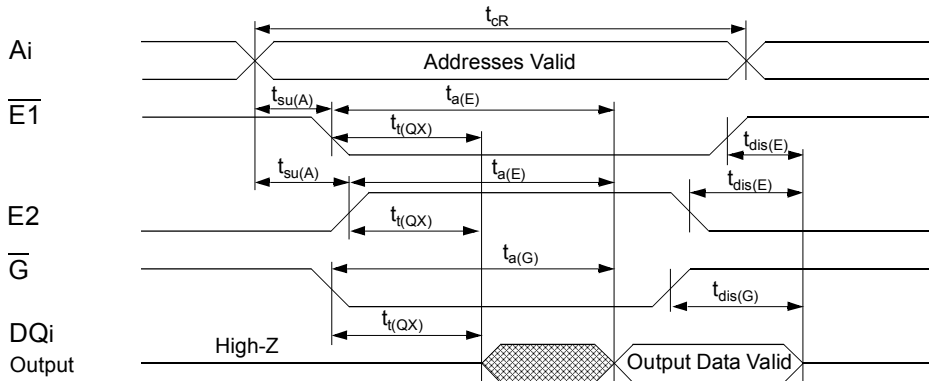 tcR
Ai
Addresses Valid
tsu(A)
ta(E)
E1
tt(QX)
tdis(E)
tsu(A)
ta(E)
tdis(E)
E2
tt(QX)
G
ta(G)
tdis(G)
tt(QX)
DQi
Output
High-Z
Output Data Valid